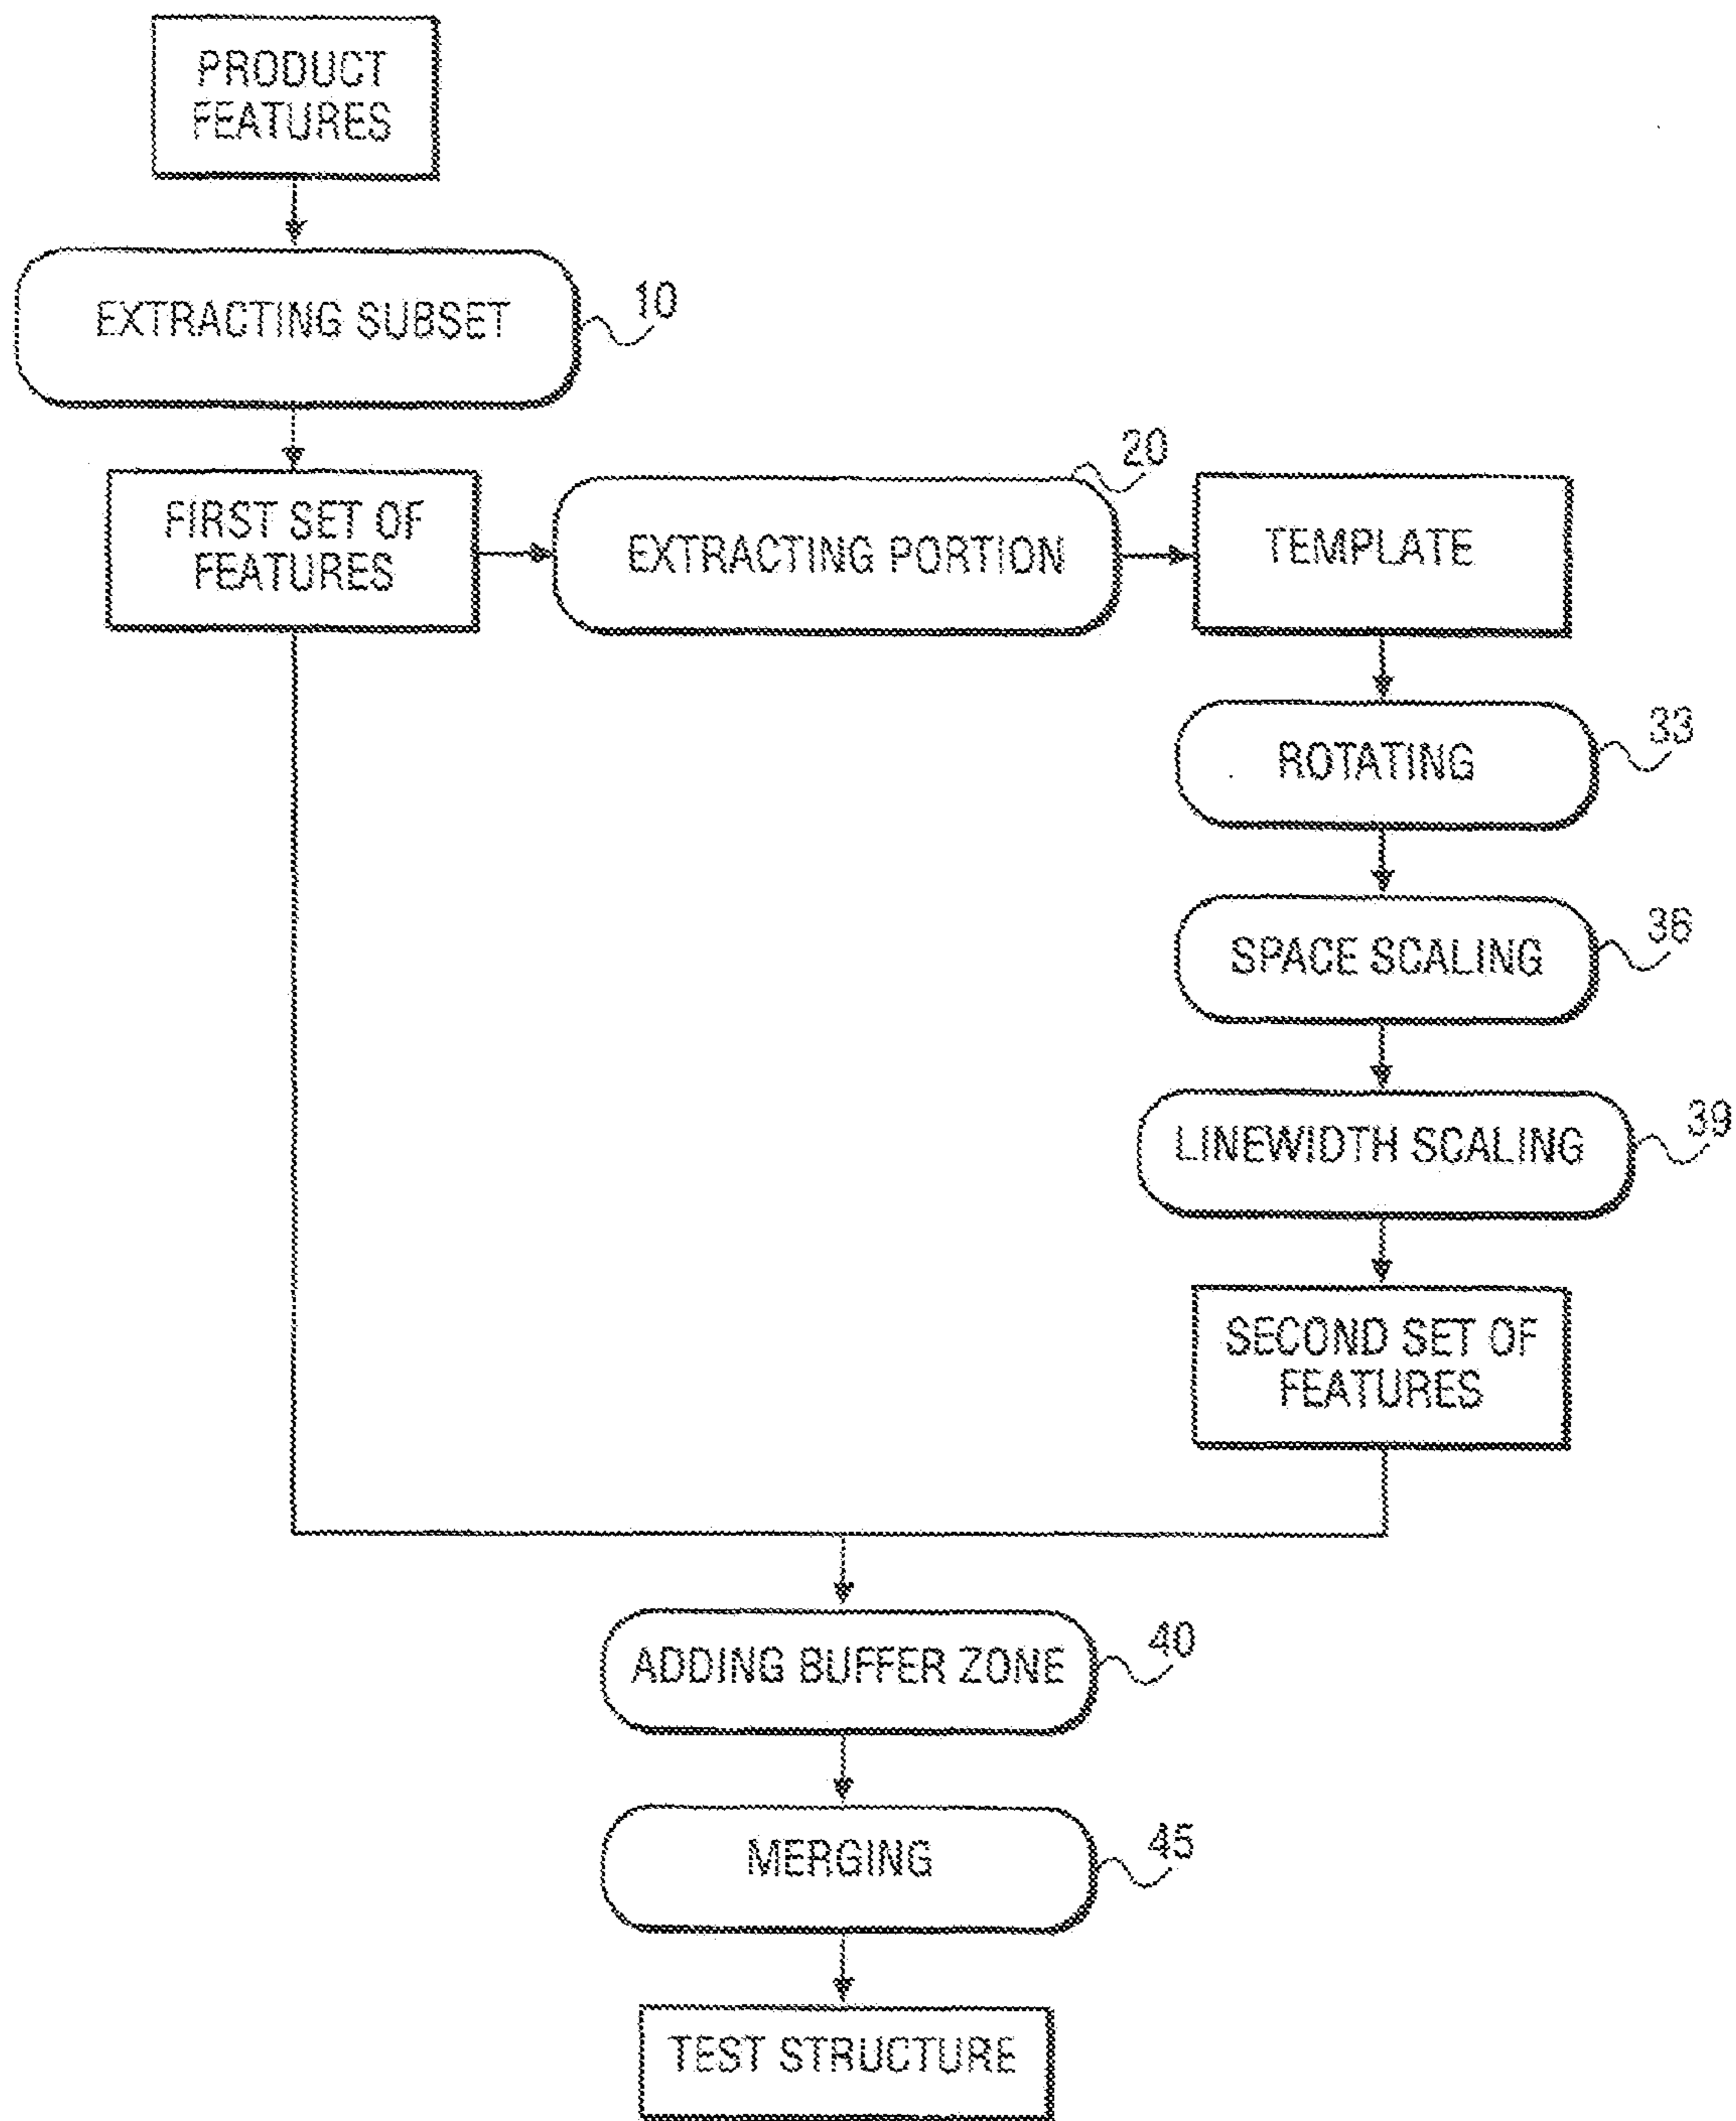 PRODUCT
FEATURES
EXTRACTING SUBSET
10
FIRST SET OF
FEATURES
EXTRACTING PORTION
20
TEMPLATE
ROTATING
33
SPACE SCALING
36
LINEWIDTH SCALING
39
SECOND SET OF
FEATURES
ADDING BUFFER ZONE
40
MERGING
45
TEST STRUCTURE